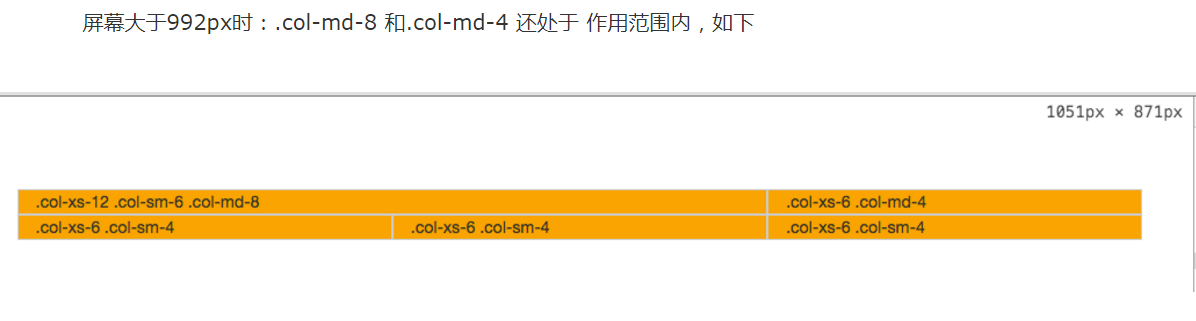 屏幕大于992px时：.col-md-8 和.col-md-4 还处于 作用范围内，如下
1051px × 871px
.col-xs-12 .col-sm-6 .col-md-8 .col-xs-6 .col-md-4
.col-xs-6 .col-sm-4 .col-xs-6 .col-sm-4 .col-xs-6 .col-sm-4